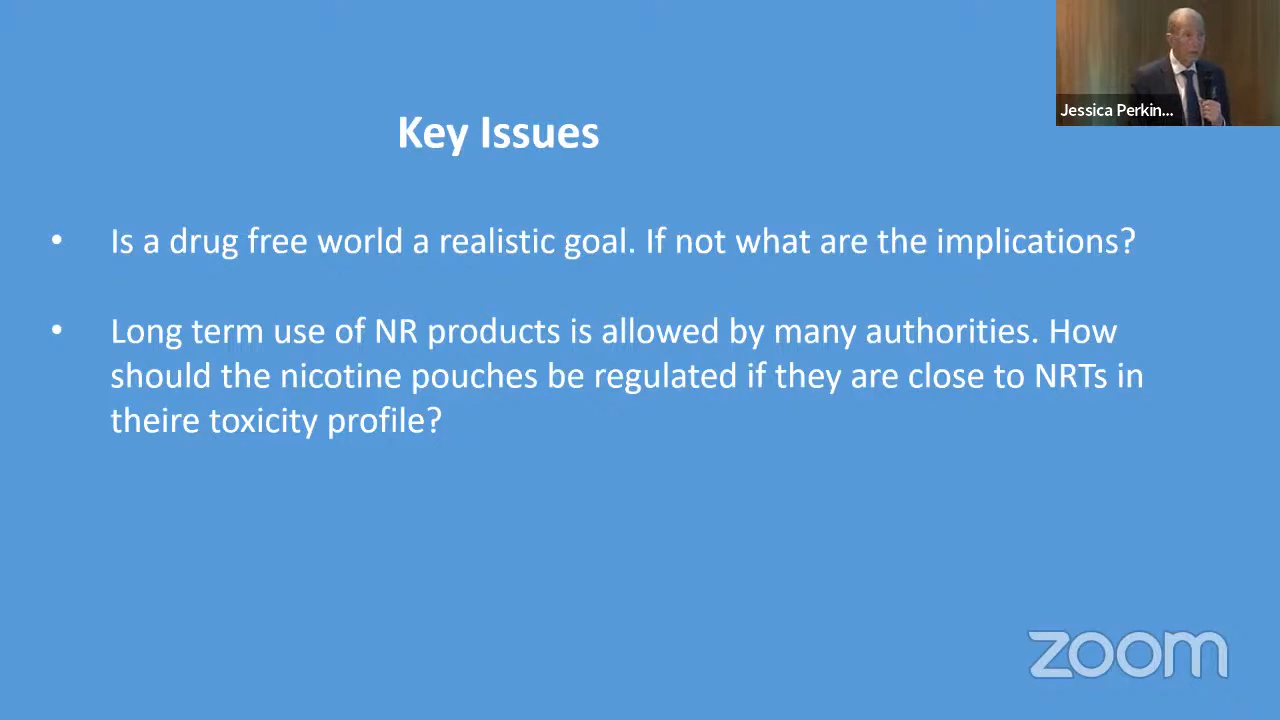 Jessica Perkin...
Key Issues
• Is a drug free world a realistic goal. If not what are the implications?
• Long term use of NR products is allowed by many authorities. How
should the nicotine pouches be regulated if they are close to NRTs in
theire toxicity profile?
zoom